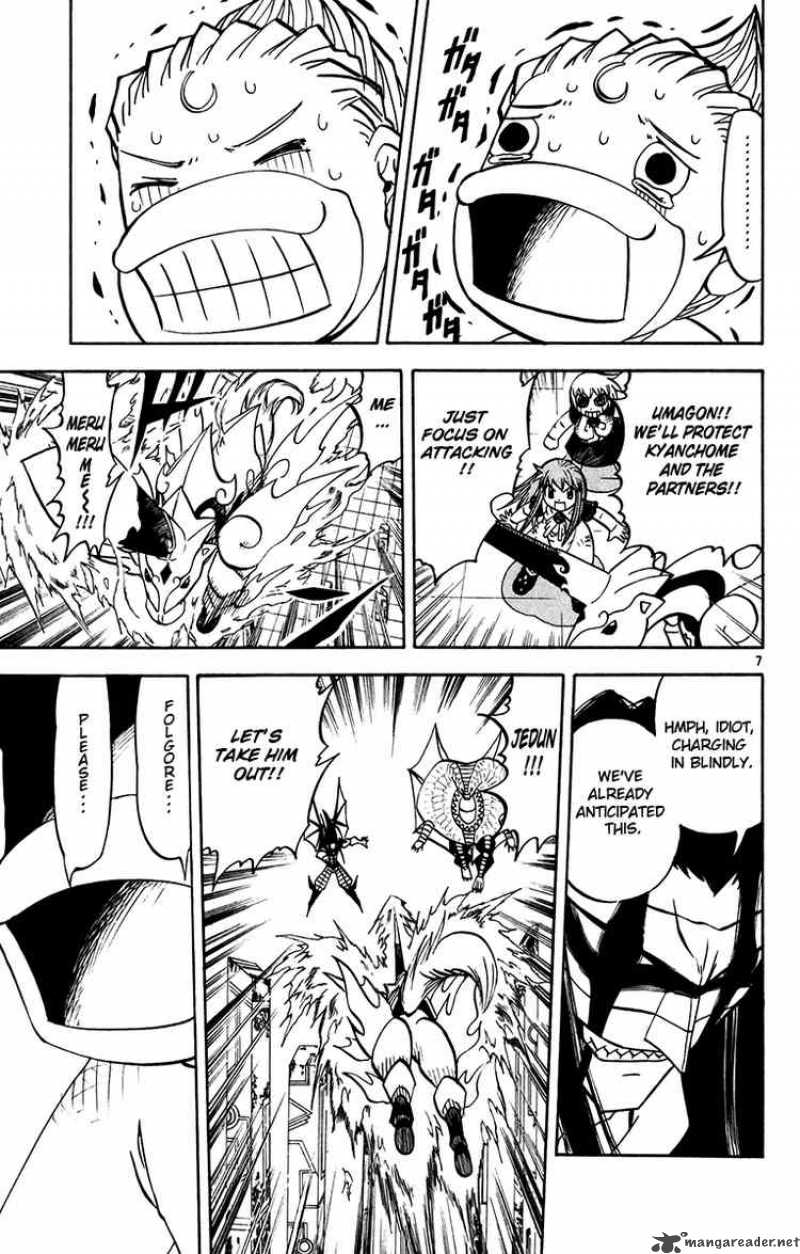 ………
ガタ
ガタ
ガタ
ガタ
ガタ
UMAGON!!
WE'LL PROTECT
KYANCHOME
AND THE
PARTNERS!!
JUST
FOCUS ON
ATTACKING
!!
ME
...
MERU
MERU
ME~
!!!
7
HMPH, IDIOT,
CHARGING
IN BLINDLY.
WE'VE
ALREADY
ANTICIPATED
THIS.
JEDUN
!!!
LET'S
TAKE HIM
OUT!!
FOLGORE...
PLEASE...
mangareader.net